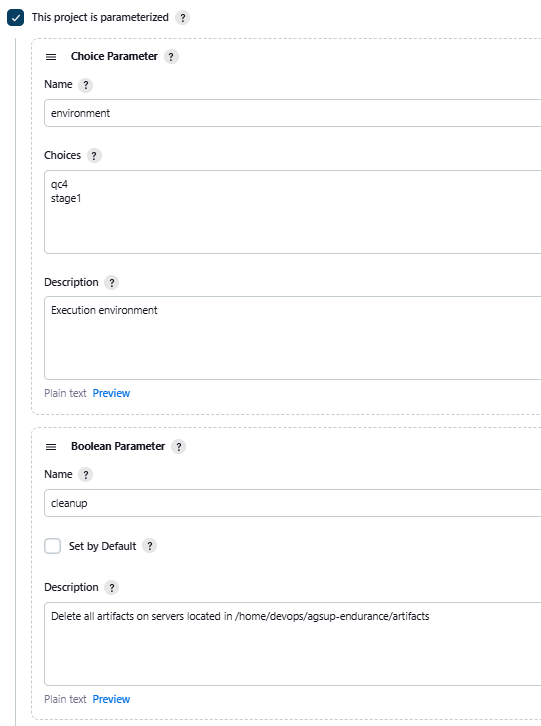 This project is parameterized ?
Choice Parameter ?
Name ?
environment
Choices ?
qc4
stage1
Description ?
Execution environment
Plain text Preview
Boolean Parameter ?
Name ?
cleanup
Set by Default ?
Description ?
Delete all artifacts on servers located in /home/devops/agsup-endurance/artifacts
Plain text Preview